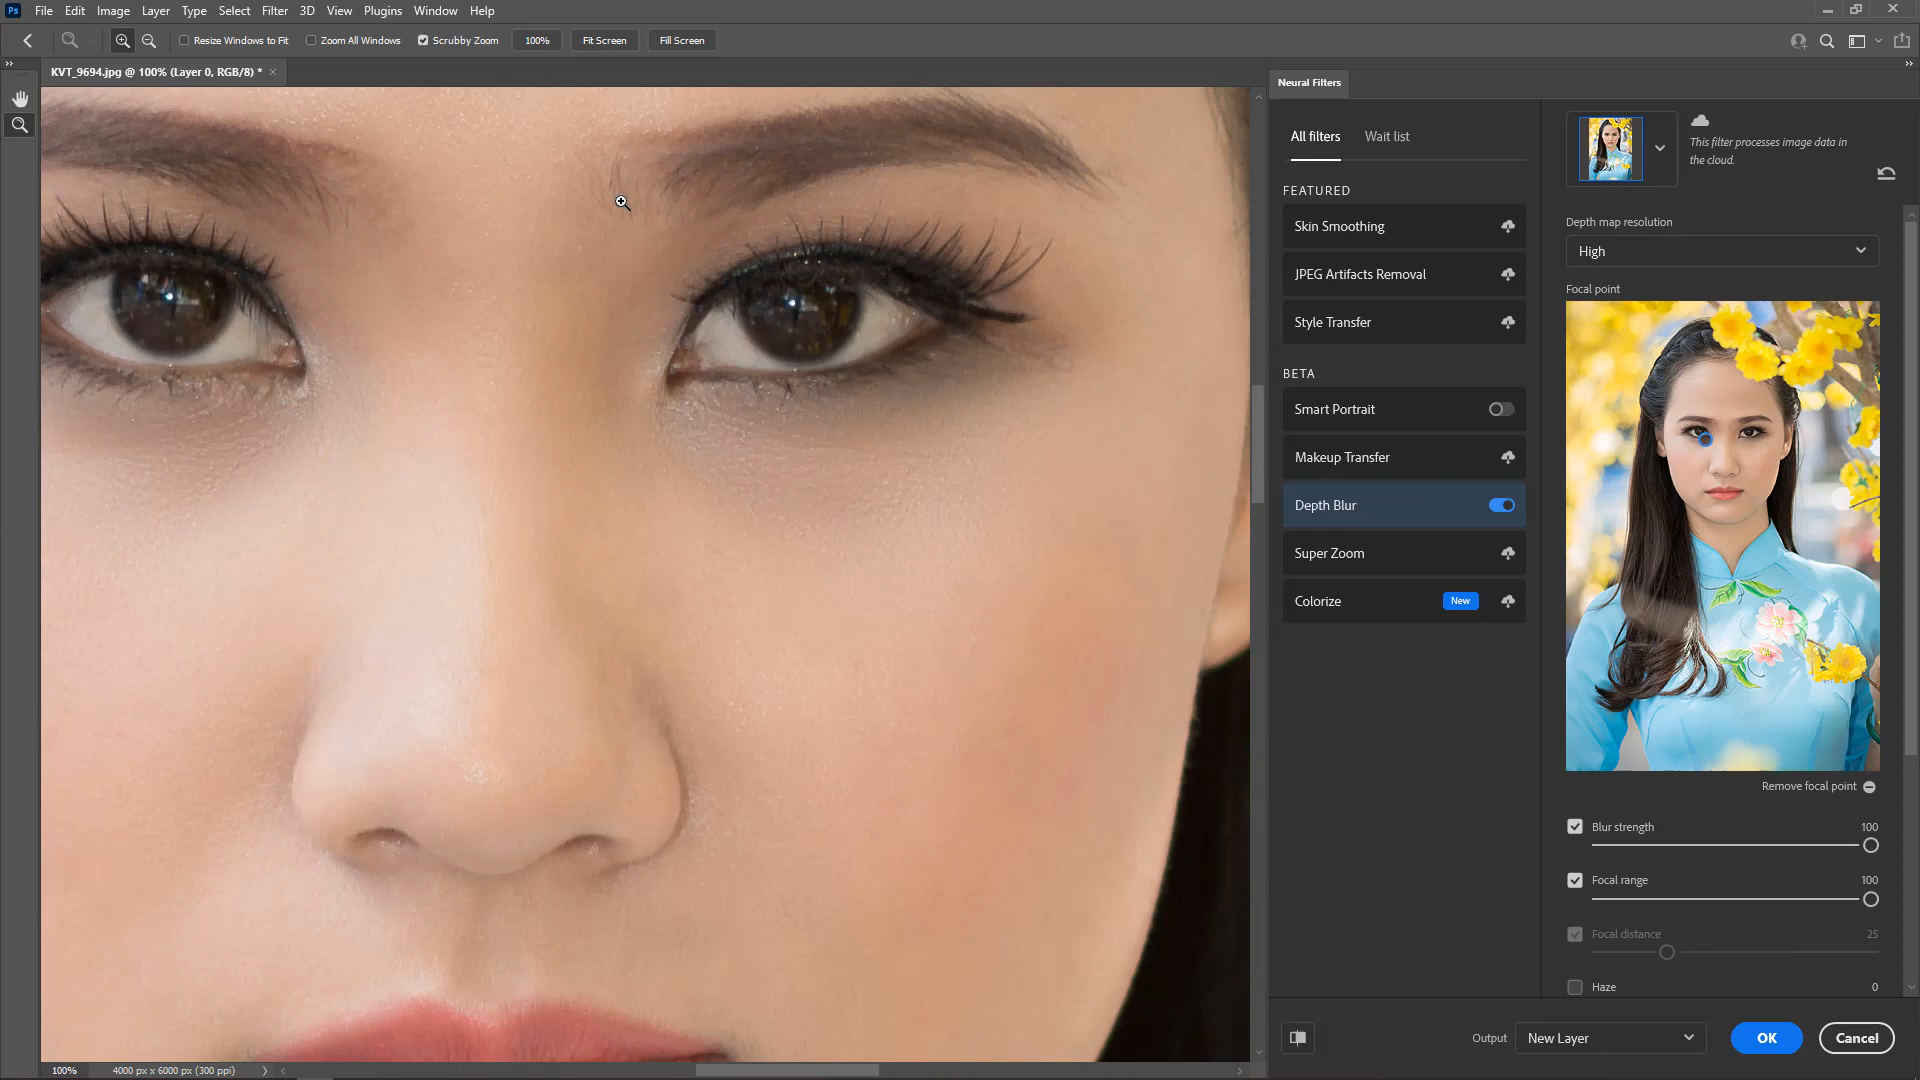 Ps File Edit Image Layer Type Select Filter 3D View Plugins Window Help
Resize Windows to Fit Zoom All Windows Scrubby Zoom 100% Fit Screen Fill Screen
KVT_9694.jpg @ 100% (Layer 0, RGB/8) *
Neural Filters
All filters Wait list
FEATURED
Skin Smoothing
JPEG Artifacts Removal
Style Transfer
BETA
Smart Portrait
Makeup Transfer
Depth Blur
Super Zoom
Colorize New
This filter processes image data in
the cloud.
Depth map resolution
High
Focal point
Remove focal point
Blur strength 100
Focal range 100
Focal distance 25
Haze 0
Output New Layer OK Cancel
100% 4000 px x 6000 px (300 ppi)